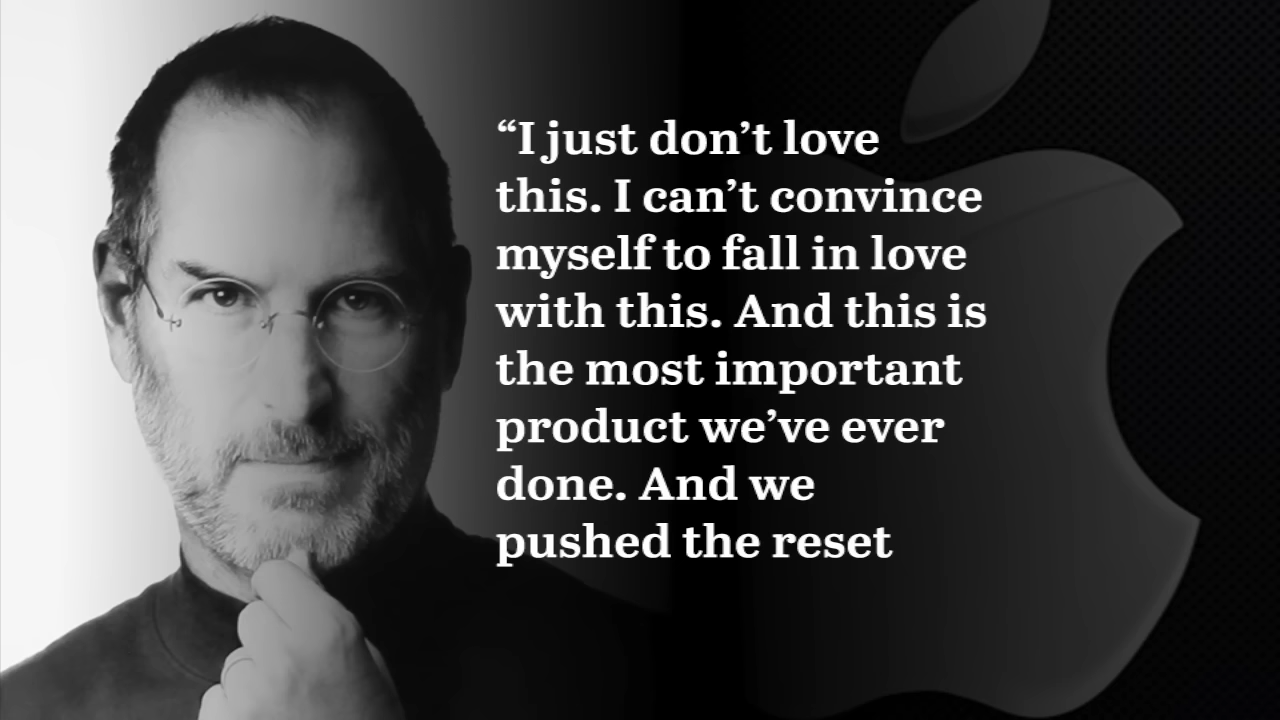 “I just don’t love
this. I can’t convince
myself to fall in love
with this. And this is
the most important
product we’ve ever
done. And we
pushed the reset